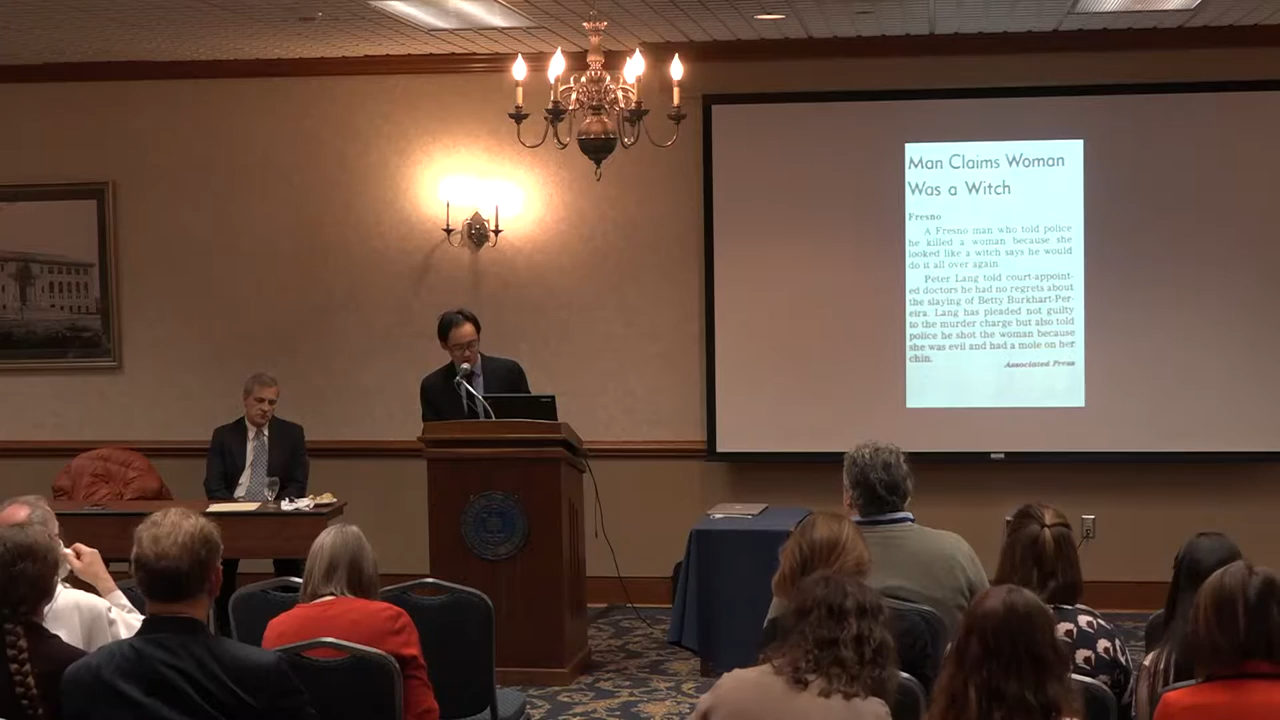 Man Claims Woman
Was a Witch
Fresno
A Fresno man who told police
he killed a woman because she
looked like a witch says he would
do it all over again
Peter Lang told court-appoint-
ed doctors he had no regrets about
the slaying of Betty Burkhart-Per-
eira. Lang has pleaded not guilty
to the murder charge but also told
police he shot the woman because
she was evil and had a mole on her
chin.
Associated Press